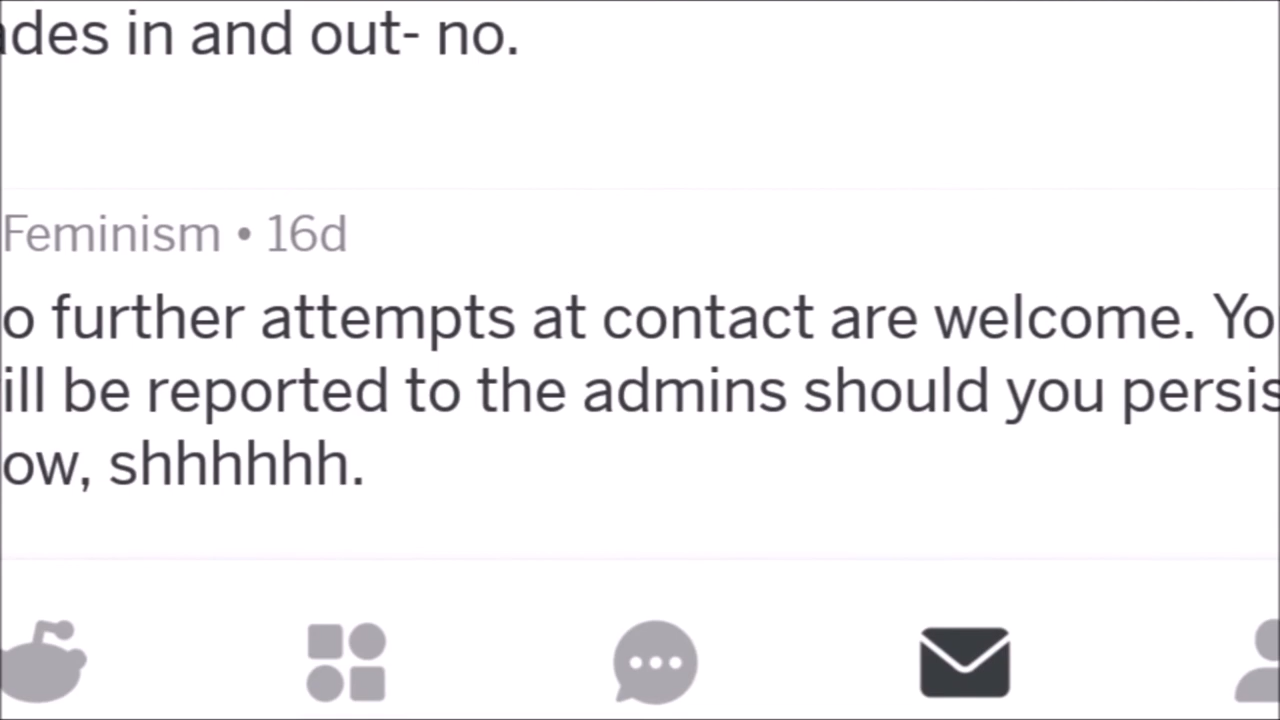 ades in and out- no.
Feminism • 16d
o further attempts at contact are welcome. Yo
ill be reported to the admins should you persis
ow, shhhhhh.